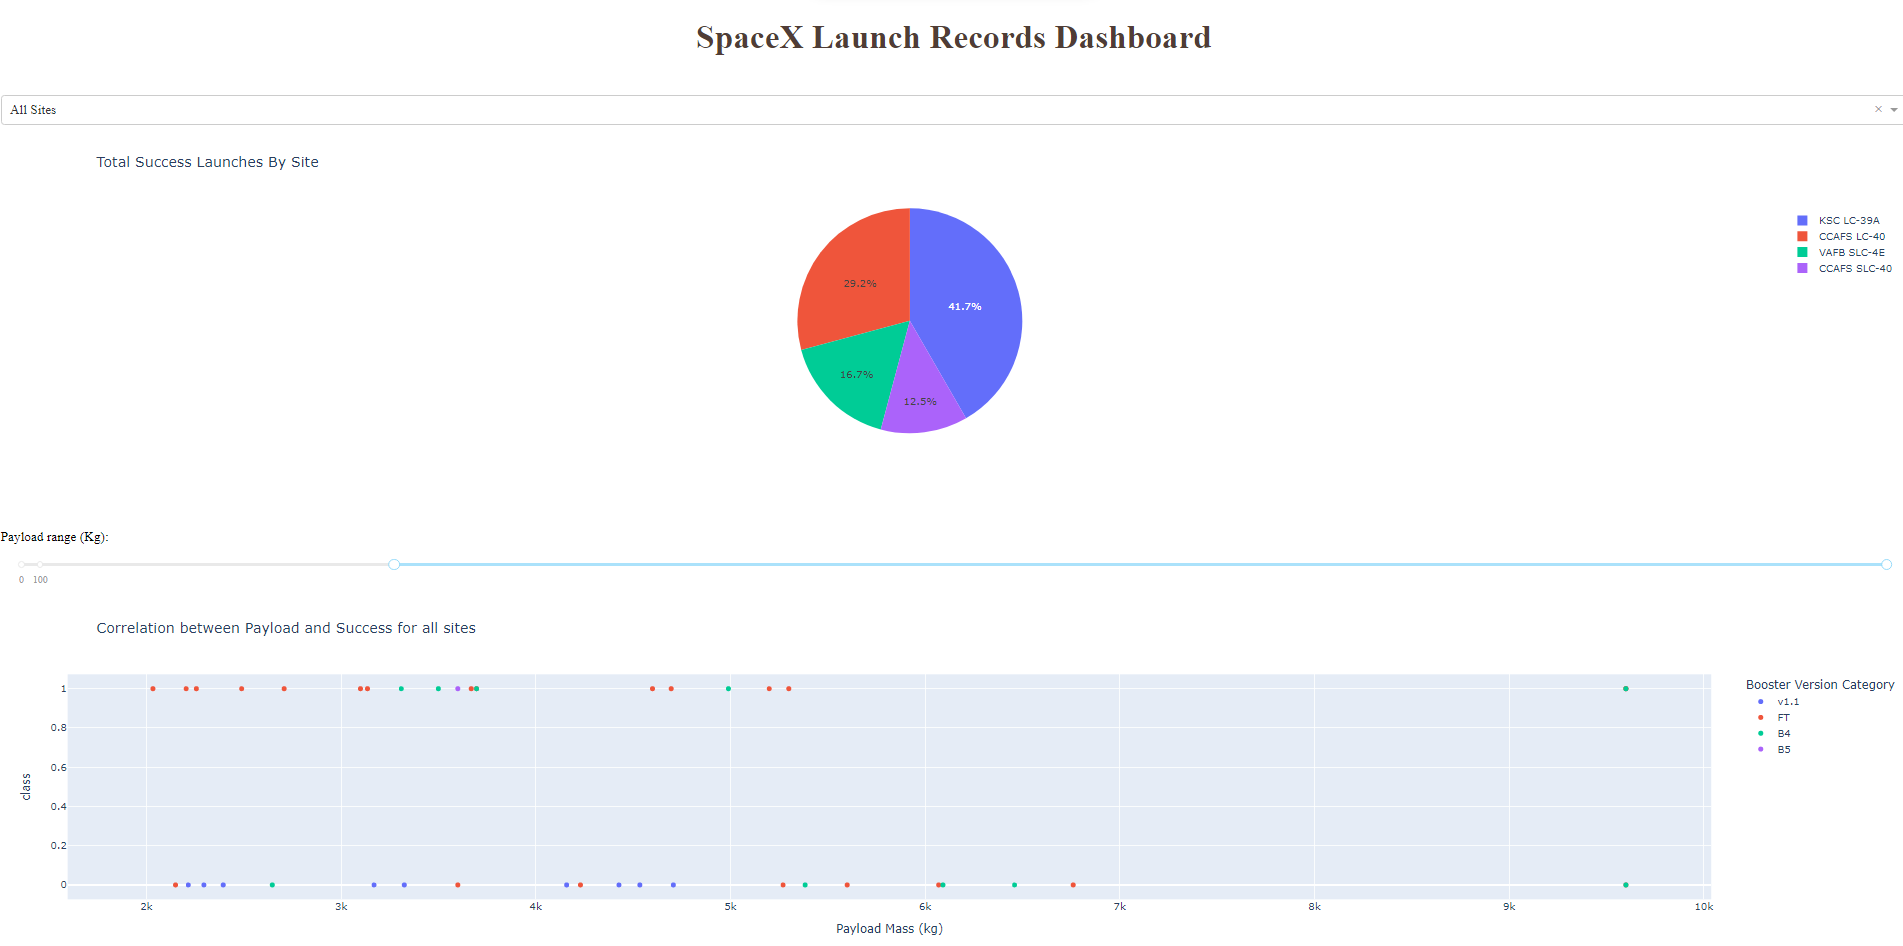 SpaceX Launch Records Dashboard
All Sites
×
Total Success Launches By Site
KSC LC-39A
CCAFS LC-40
VAFB SLC-4E
CCAFS SLC-40
29.2%
41.7%
16.7%
12.5%
Payload range (Kg):
0 100
Correlation between Payload and Success for all sites
Booster Version Category
v1.1
FT
B4
B5
class
1
0.8
0.6
0.4
0.2
0
2k 3k 4k 5k 6k 7k 8k 9k 10k
Payload Mass (kg)